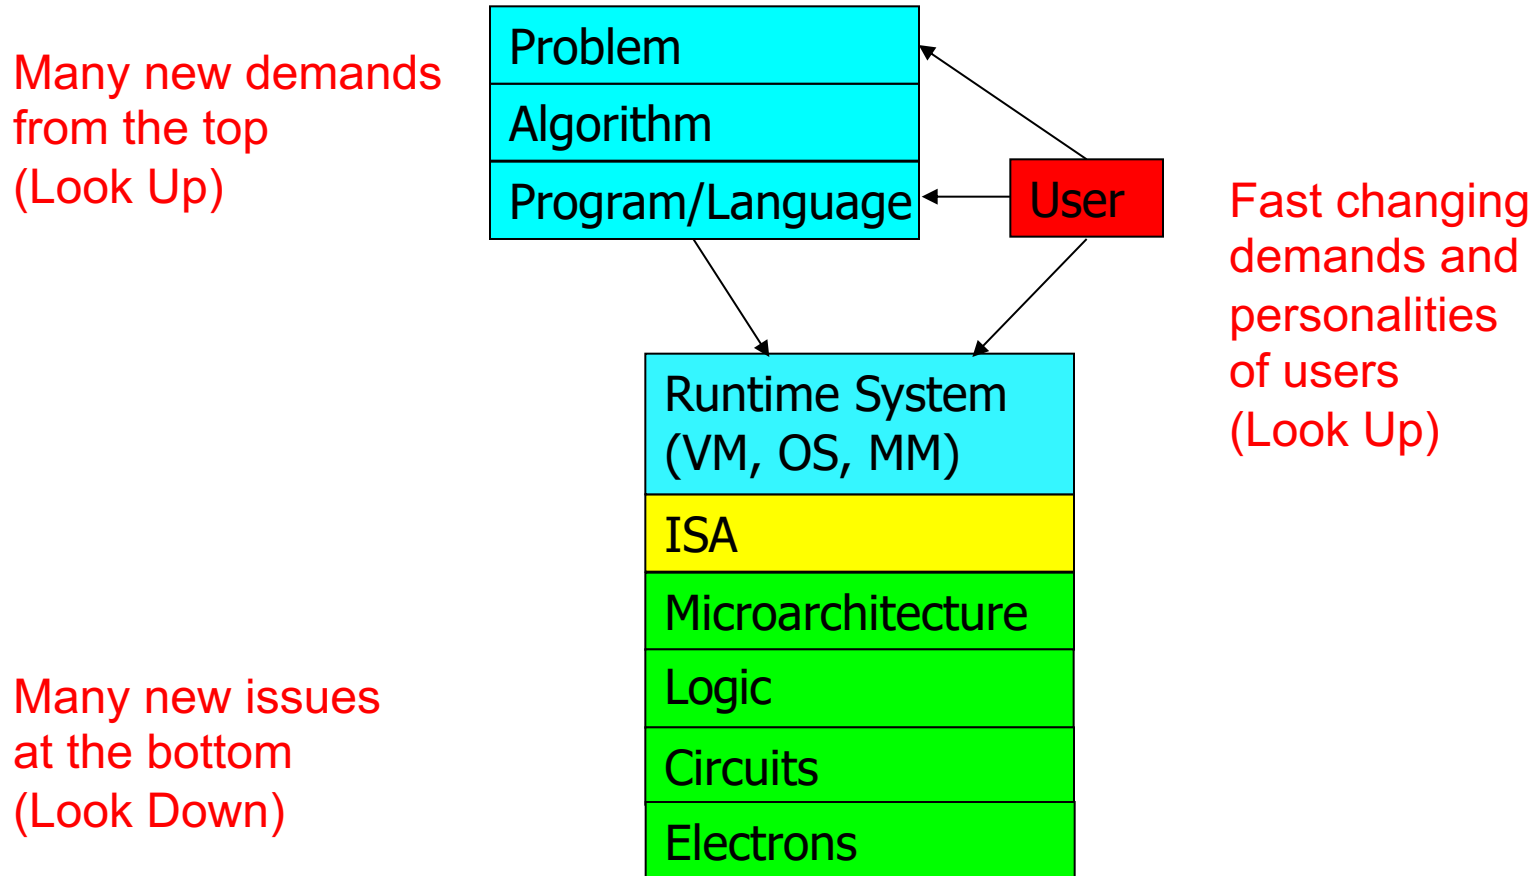 Many new demands
from the top
(Look Up)
Problem
Algorithm
Program/Language
User
Fast changing
demands and
personalities
of users
(Look Up)
Runtime System
(VM, OS, MM)
ISA
Microarchitecture
Logic
Circuits
Electrons
Many new issues
at the bottom
(Look Down)